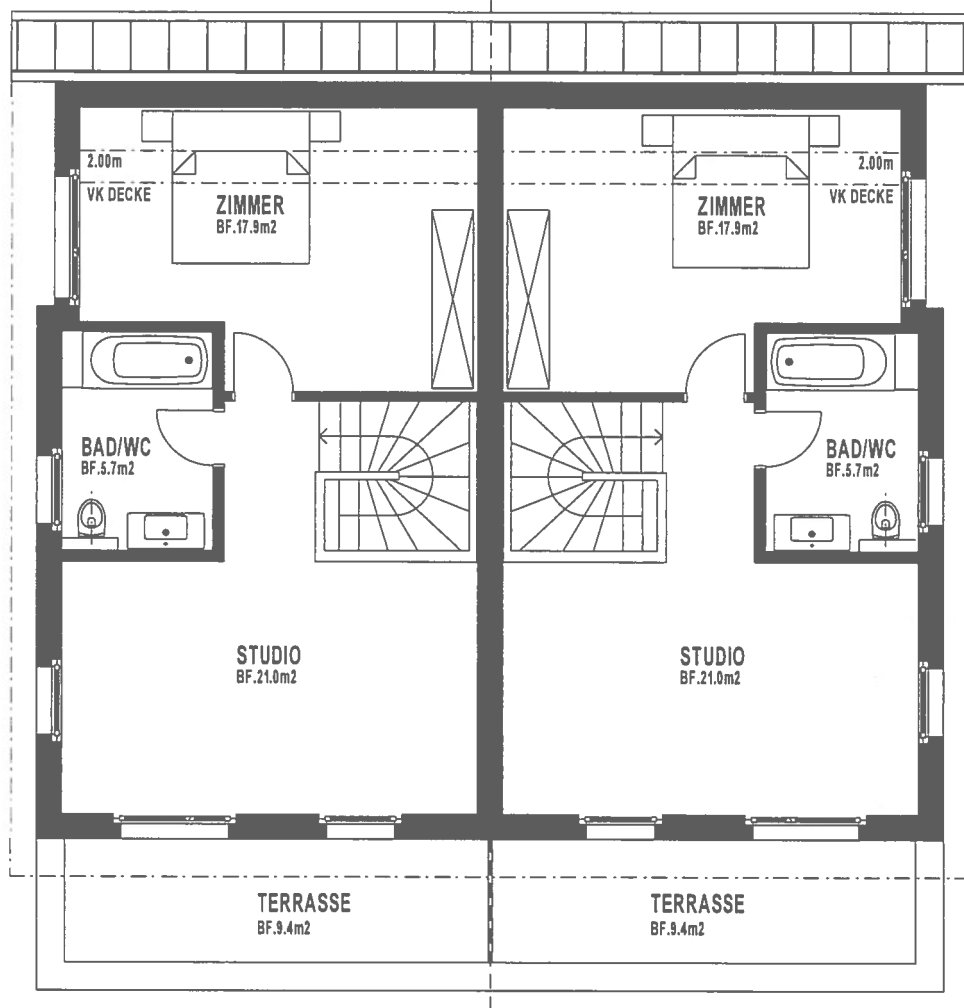 2.00m
VK DECKE
ZIMMER
BF.17.9m2
2.00m
VK DECKE
ZIMMER
BF.17.9m2
BAD/WC
BF.5.7m2
BAD/WC
BF.5.7m2
STUDIO
BF.21.0m2
STUDIO
BF.21.0m2
TERRASSE
BF.9.4m2
TERRASSE
BF.9.4m2